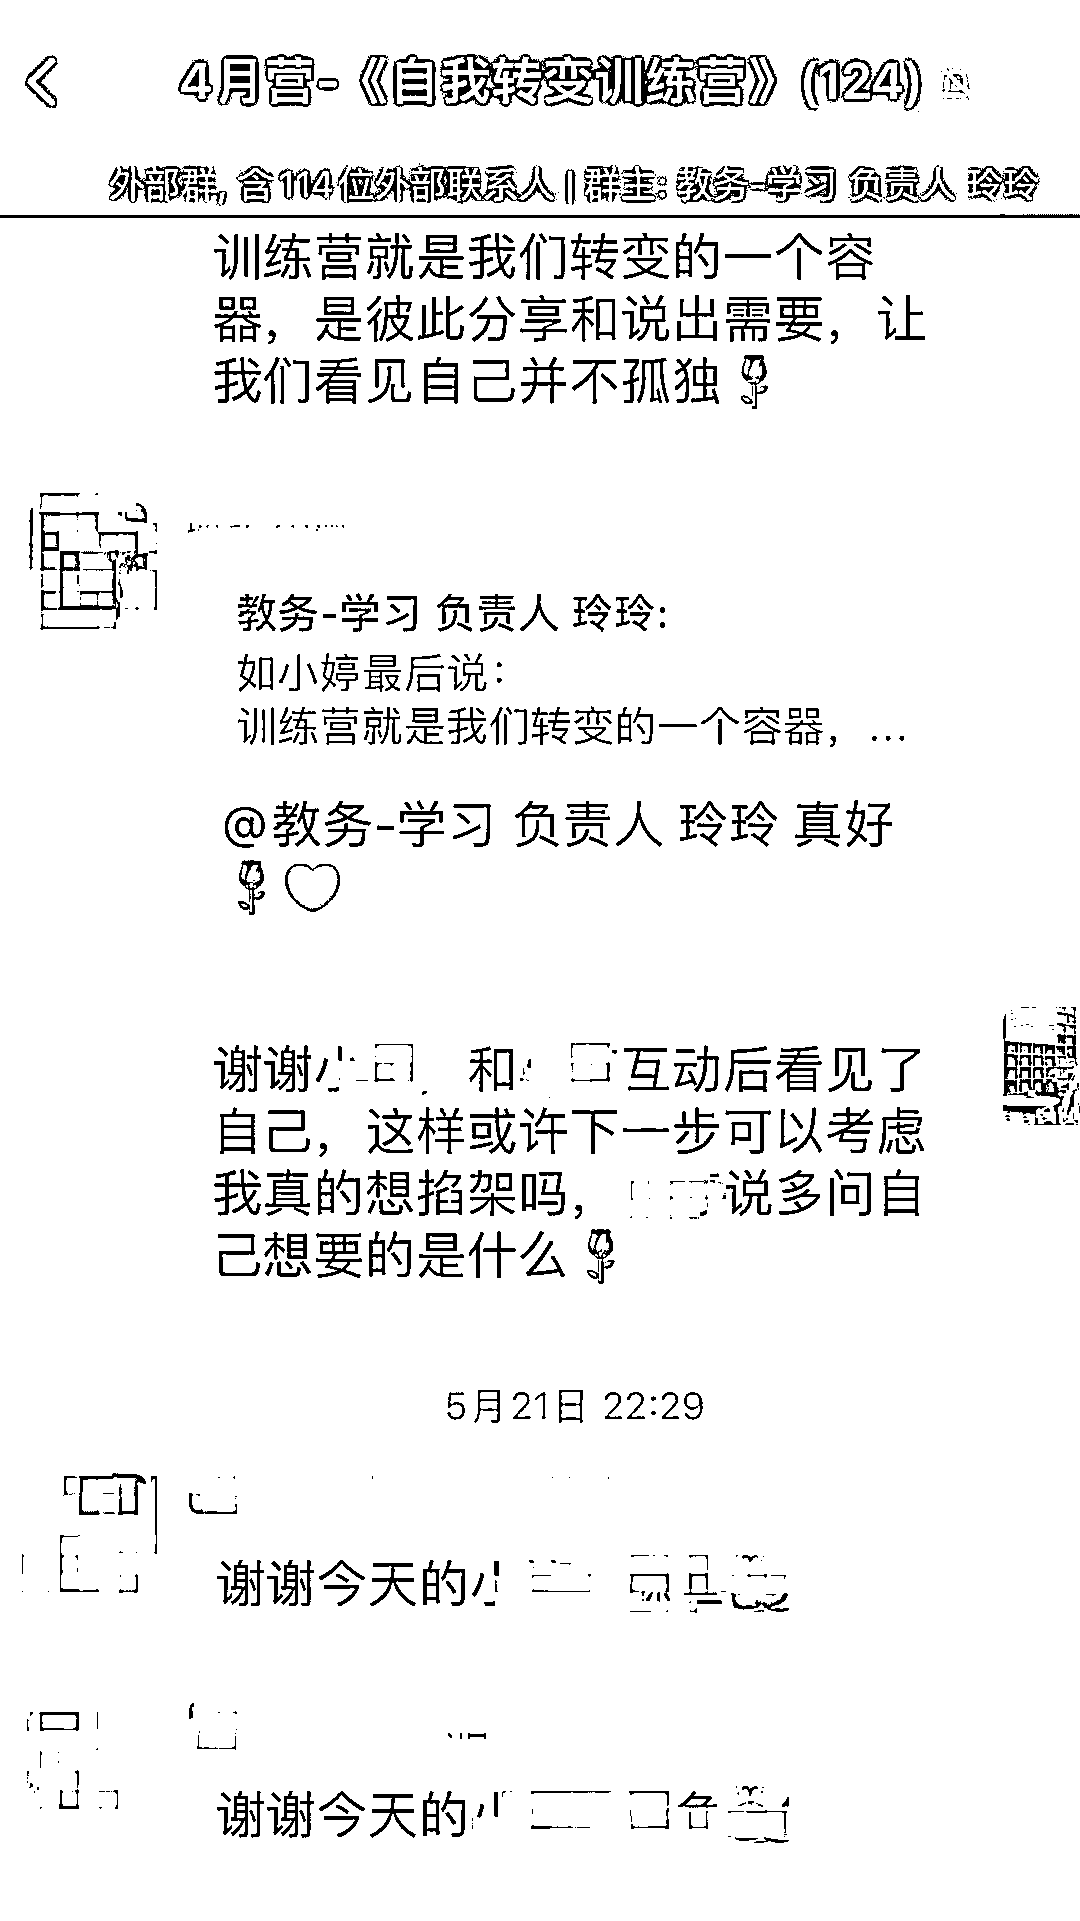 4月营-《自我转变训练营》(124)
外部群, 含114位外部联系人 | 群主: 教务-学习 负责人 玲玲
训练营就是我们转变的一个容
器，是彼此分享和说出需要，让
我们看见自己并不孤独🌹
教务-学习 负责人 玲玲:
如小婷最后说：
训练营就是我们转变的一个容器，...
@教务-学习 负责人 玲玲 真好
🌹♡
谢谢小 和 互动后看见了
自己，这样或许下一步可以考虑
我真的想掐架吗， 说多问自
己想要的是什么🌹
5月21日 22:29
谢谢今天的小
谢谢今天的